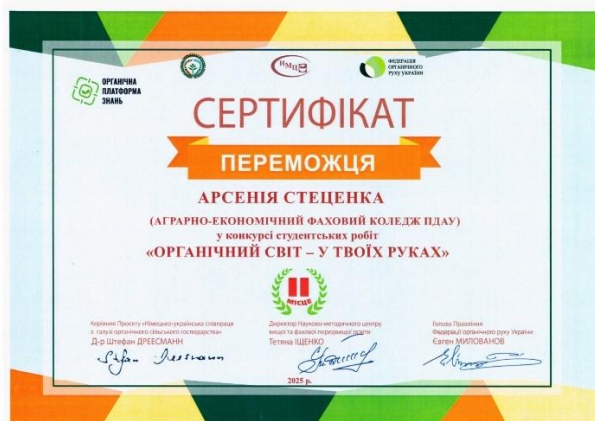 ОРГАНІЧНА
ПЛАТФОРМА
ЗНАНЬ
НМЦ
ФЕДЕРАЦІЯ
ОРГАНІЧНОГО
РУХУ УКРАЇНИ
СЕРТИФІКАТ
ПЕРЕМОЖЦЯ
АРСЕНІЯ СТЕЦЕНКА
(АГРАРНО-ЕКОНОМІЧНИЙ ФАХОВИЙ КОЛЕДЖ ПДАУ)
у конкурсі студентських робіт
«ОРГАНІЧНИЙ СВІТ – У ТВОЇХ РУКАХ»
II
МІСЦЕ
Керівник Проєкту «Німецько-українська співпраця
в галузі органічного сільського господарства»
Д-р Штефан ДРЕЕСМАНН
Директор Науково-методичного центру
вищої та фахової передвищої освіти
Тетяна ІЩЕНКО
Голова Правління
Федерації органічного руху України
Євген МИЛОВАНОВ
2025 р.